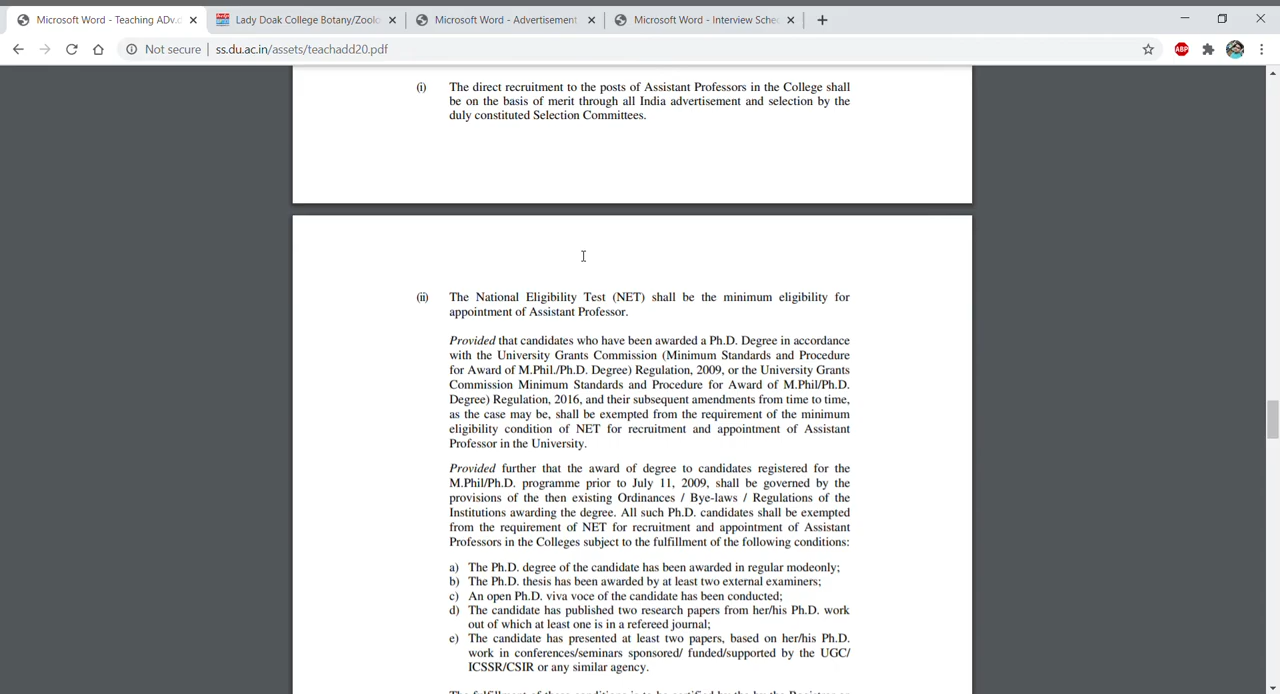 Microsoft Word - Teaching ADv.d
Lady Doak College Botany/Zoolo
Microsoft Word - Advertisement
Microsoft Word - Interview Sche
Not secure | ss.du.ac.in/assets/teachadd20.pdf
ABP
(i) The direct recruitment to the posts of Assistant Professors in the College shall
be on the basis of merit through all India advertisement and selection by the
duly constituted Selection Committees.
(ii) The National Eligibility Test (NET) shall be the minimum eligibility for
appointment of Assistant Professor.
Provided that candidates who have been awarded a Ph.D. Degree in accordance
with the University Grants Commission (Minimum Standards and Procedure
for Award of M.Phil./Ph.D. Degree) Regulation, 2009, or the University Grants
Commission Minimum Standards and Procedure for Award of M.Phil/Ph.D.
Degree) Regulation, 2016, and their subsequent amendments from time to time,
as the case may be, shall be exempted from the requirement of the minimum
eligibility condition of NET for recruitment and appointment of Assistant
Professor in the University.
Provided further that the award of degree to candidates registered for the
M.Phil/Ph.D. programme prior to July 11, 2009, shall be governed by the
provisions of the then existing Ordinances / Bye-laws / Regulations of the
Institutions awarding the degree. All such Ph.D. candidates shall be exempted
from the requirement of NET for recruitment and appointment of Assistant
Professors in the Colleges subject to the fulfillment of the following conditions:
a) The Ph.D. degree of the candidate has been awarded in regular modeonly;
b) The Ph.D. thesis has been awarded by at least two external examiners;
c) An open Ph.D. viva voce of the candidate has been conducted;
d) The candidate has published two research papers from her/his Ph.D. work
out of which at least one is in a refereed journal;
e) The candidate has presented at least two papers, based on her/his Ph.D.
work in conferences/seminars sponsored/ funded/supported by the UGC/
ICSSR/CSIR or any similar agency.